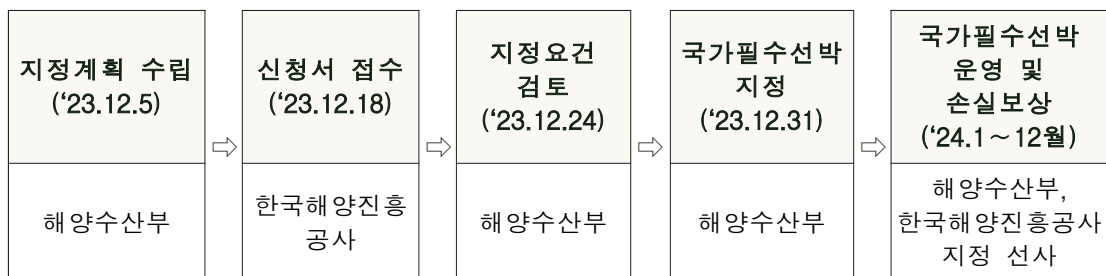 지정계획 수립
(‘23.12.5)
해양수산부
⇨
신청서 접수
(‘23.12.18)
한국해양진흥
공사
⇨
지정요건
검토
(‘23.12.24)
해양수산부
⇨
국가필수선박
지정
(‘23.12.31)
해양수산부
⇨
국가필수선박
운영 및
손실보상
(‘24.1～12월)
해양수산부,
한국해양진흥공사
지정 선사